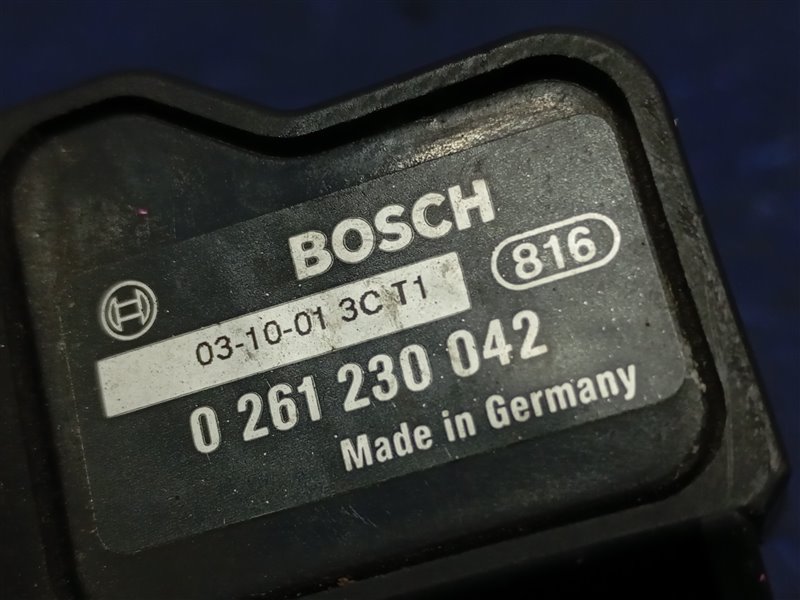 BOSCH
816
03-10-01 3C T1
0 261 230 042
Made in Germany